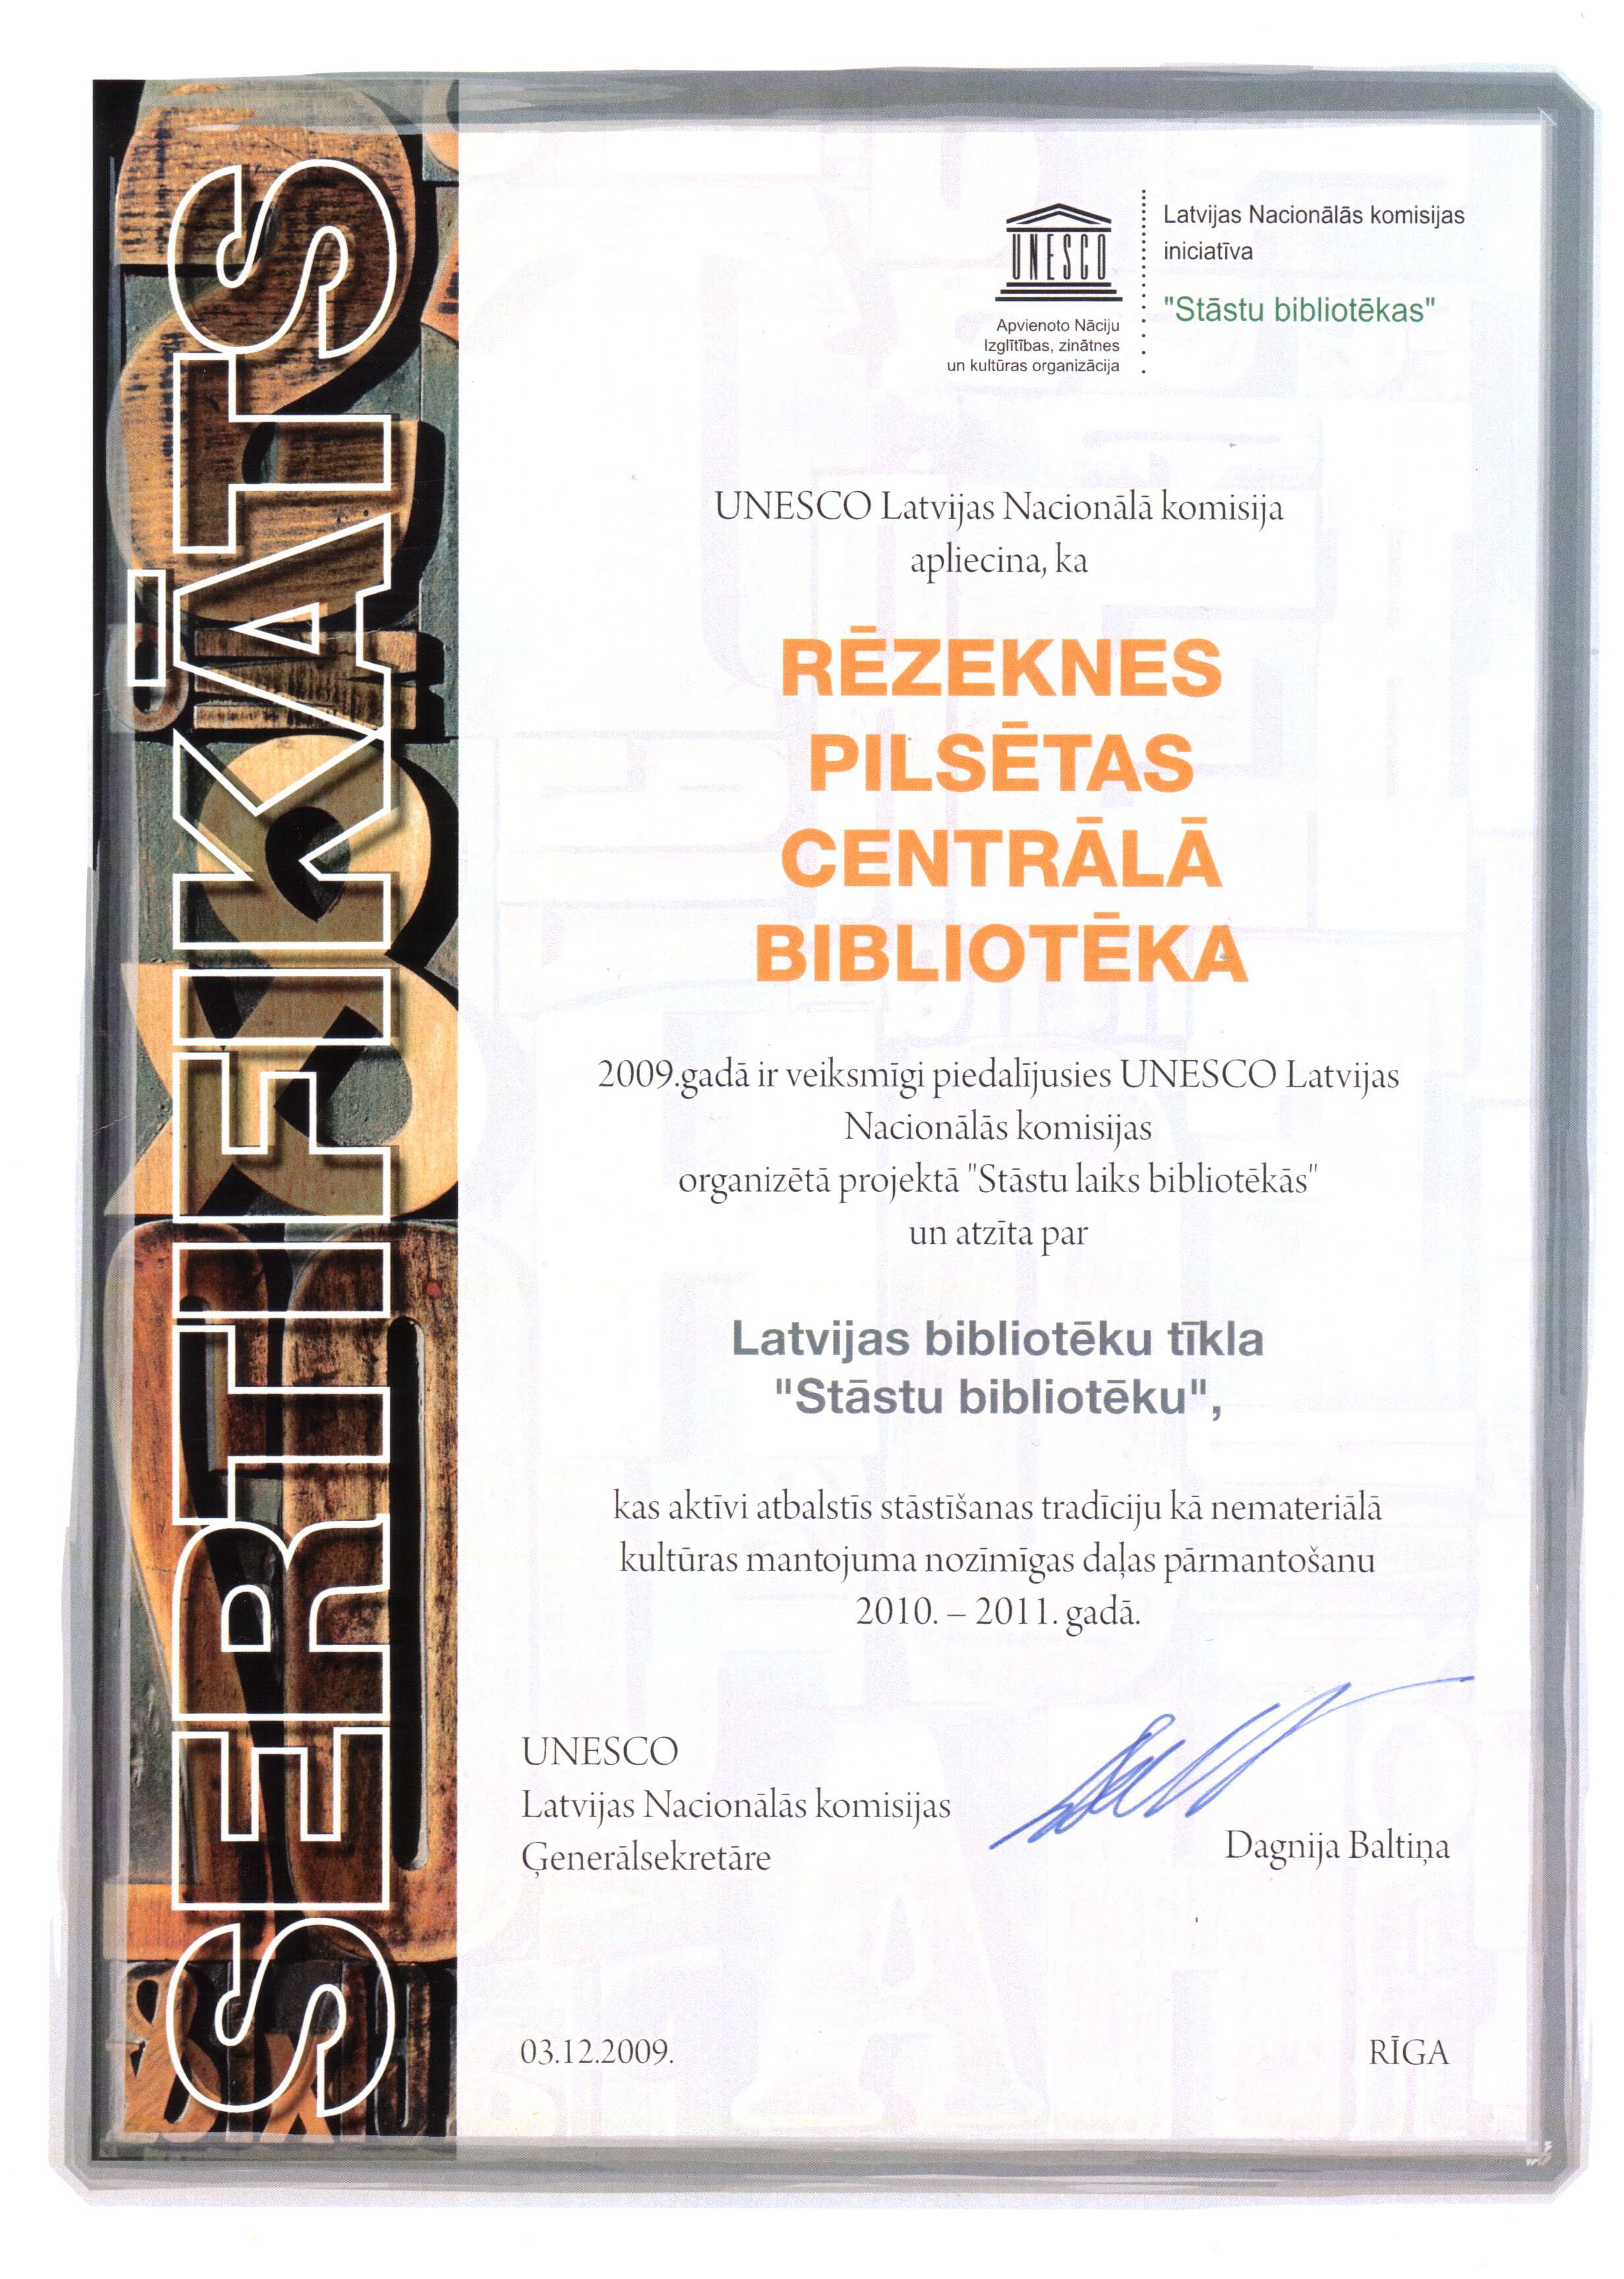 SERTIFIKĀTS
UNESCO
Apvienoto Nāciju
Izglītības, zinātnes
un kultūras organizācija
Latvijas Nacionālās komisijas
iniciatīva
"Stāstu bibliotēkas"
UNESCO Latvijas Nacionālā komisija
apliecina, ka
RĒZEKNES
PILSĒTAS
CENTRĀLĀ
BIBLIOTĒKA
2009.gadā ir veiksmīgi piedalījusies UNESCO Latvijas
Nacionālās komisijas
organizētā projektā "Stāstu laiks bibliotēkās"
un atzīta par
Latvijas bibliotēku tīkla
"Stāstu bibliotēku",
kas aktīvi atbalstīs stāstīšanas tradīciju kā nemateriālā
kultūras mantojuma nozīmīgas daļas pārmantošanu
2010. – 2011. gadā.
UNESCO
Latvijas Nacionālās komisijas
Ģenerālsekretāre
Dagnija Baltiņa
03.12.2009.
RĪGA